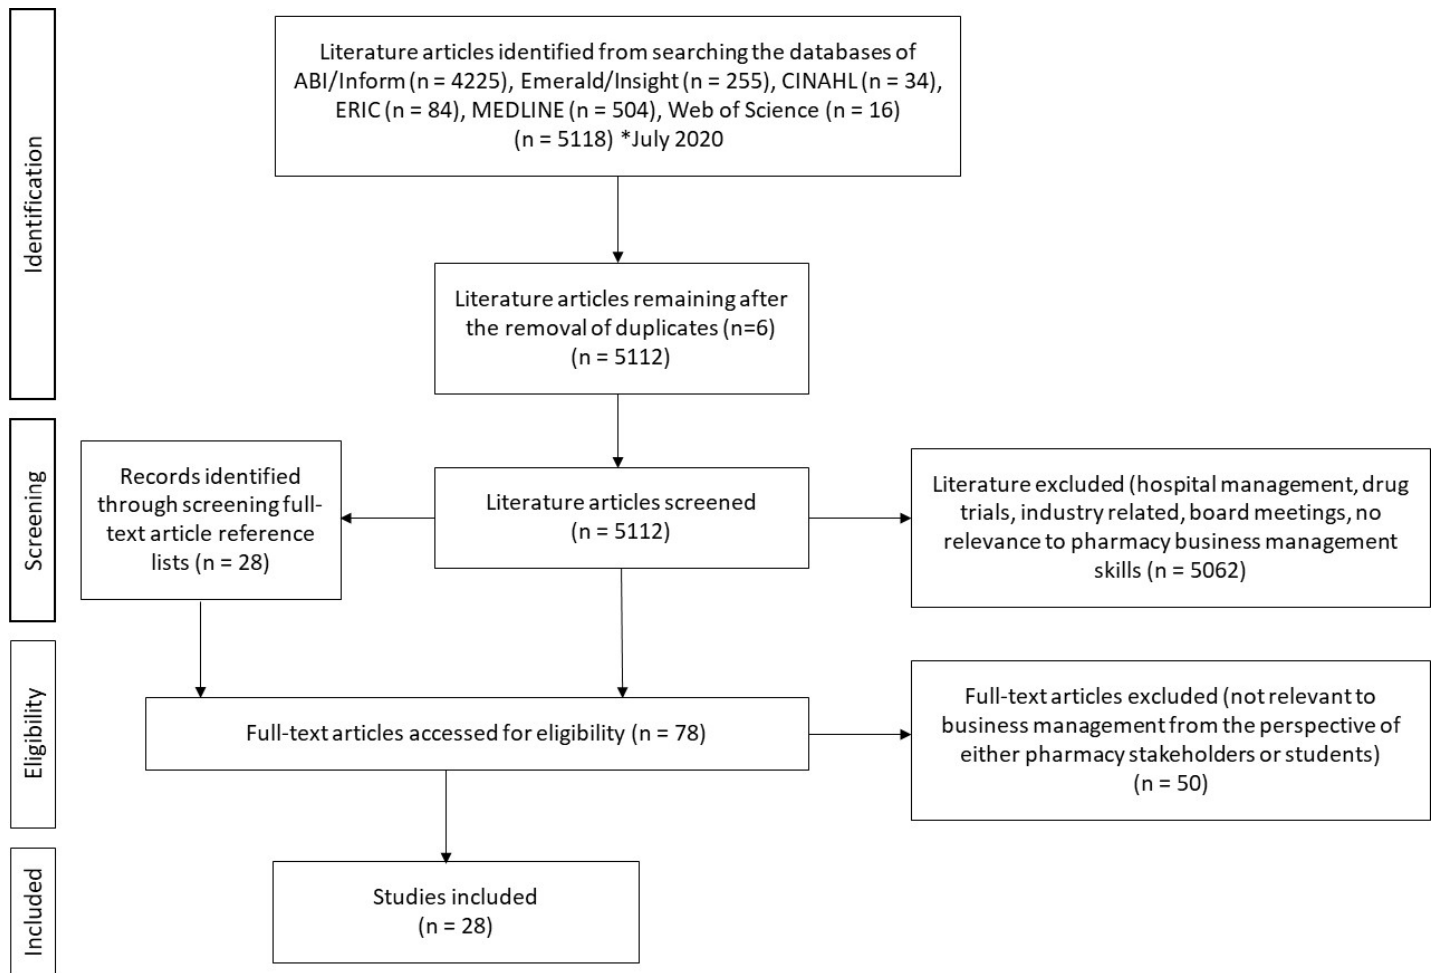 Identification
Literature articles identified from searching the databases of
ABI/Inform (n = 4225), Emerald/Insight (n = 255), CINAHL (n = 34),
ERIC (n = 84), MEDLINE (n = 504), Web of Science (n = 16)
(n = 5118) *July 2020
Literature articles remaining after
the removal of duplicates (n=6)
(n = 5112)
Screening
Records identified
through screening full-
text article reference
lists (n = 28)
Literature articles screened
(n = 5112)
Literature excluded (hospital management, drug
trials, industry related, board meetings, no
relevance to pharmacy business management
skills (n = 5062)
Eligibility
Full-text articles accessed for eligibility (n = 78)
Full-text articles excluded (not relevant to
business management from the perspective of
either pharmacy stakeholders or students)
(n = 50)
Included
Studies included
(n = 28)